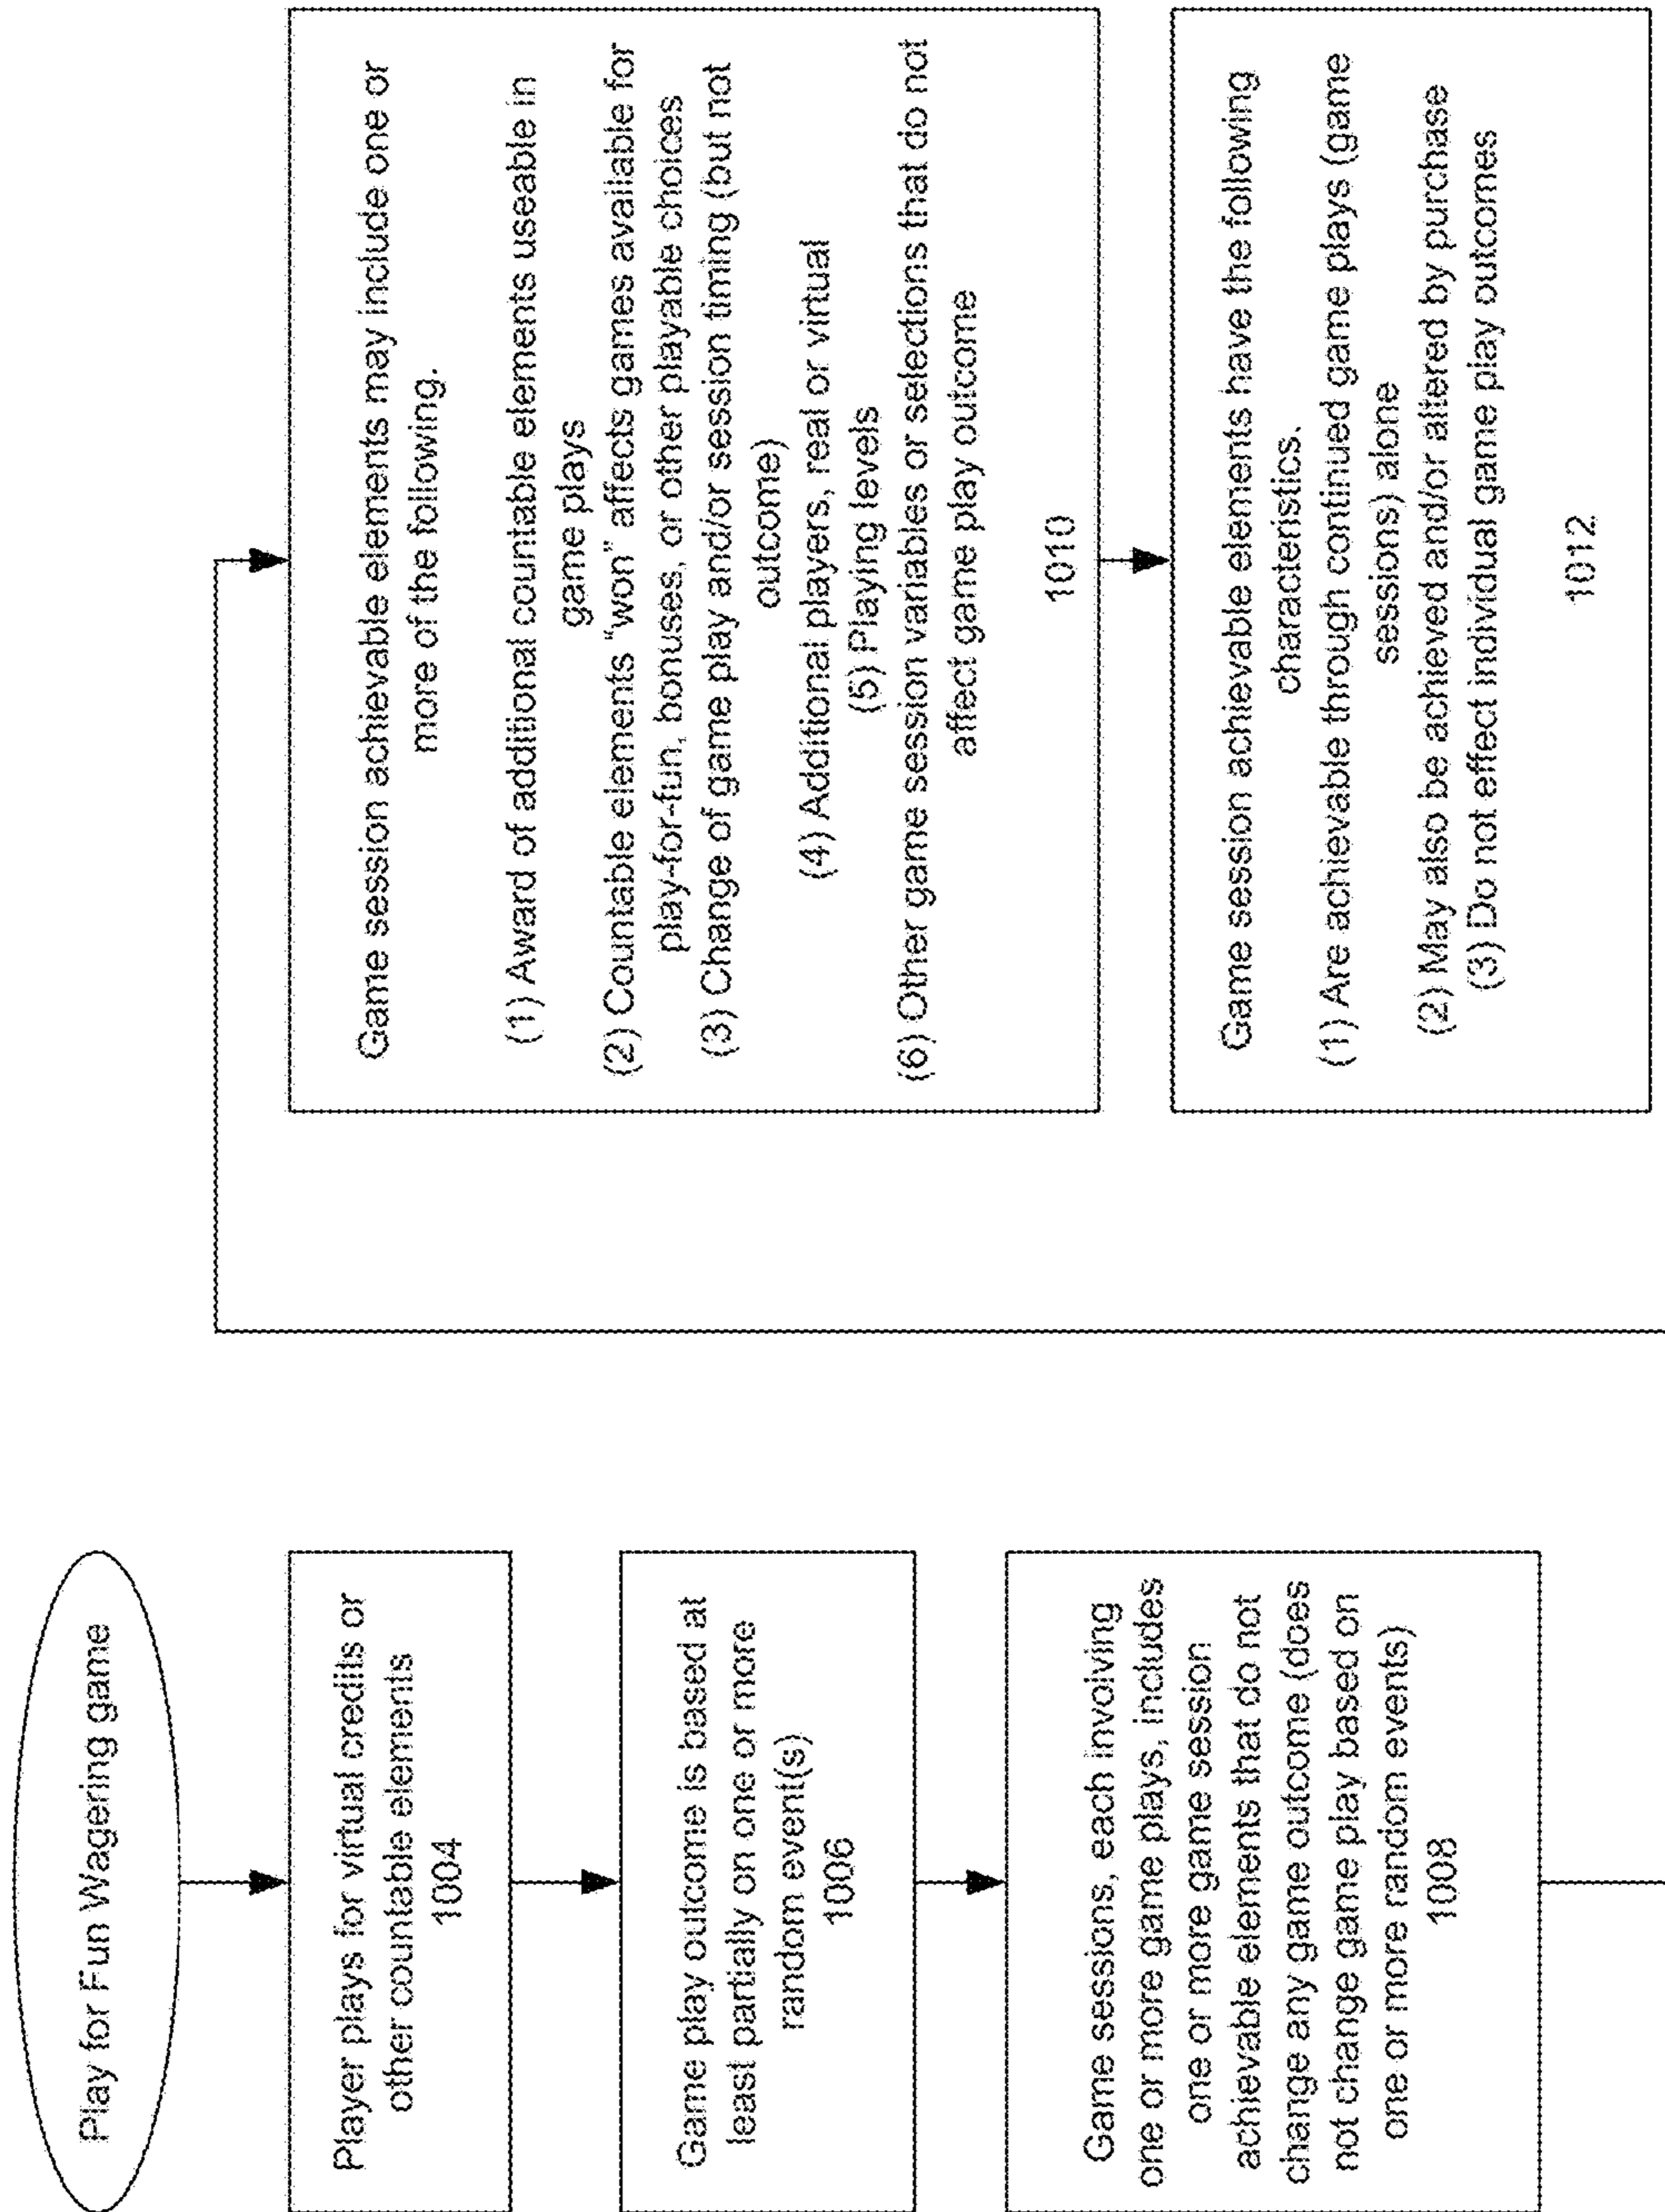 Play for Fun Wagering game
Player plays for virtual credits or
other countable elements
1004
Game play outcome is based at
least partially on one or more
random event(s)
1006
Game sessions, each involving
one or more game plays, includes
one or more game session
achievable elements that do not
change any game outcome (does
not change game play based on
one or more random events)
1008
Game session achievable elements may include one or
more of the following.
(1) Award of additional countable elements useable in
game plays
(2) Countable elements "won" affects games available for
play-for-fun, bonuses, or other playable choices
(3) Change of game play and/or session timing (but not
outcome)
(4) Additional players, real or virtual
(5) Playing levels
(6) Other game session variables or selections that do not
affect game play outcome
1010
Game session achievable elements have the following
characteristics.
(1) Are achievable through continued game plays (game
sessions) alone
(2) May also be achieved and/or altered by purchase
(3) Do not effect individual game play outcomes
1012